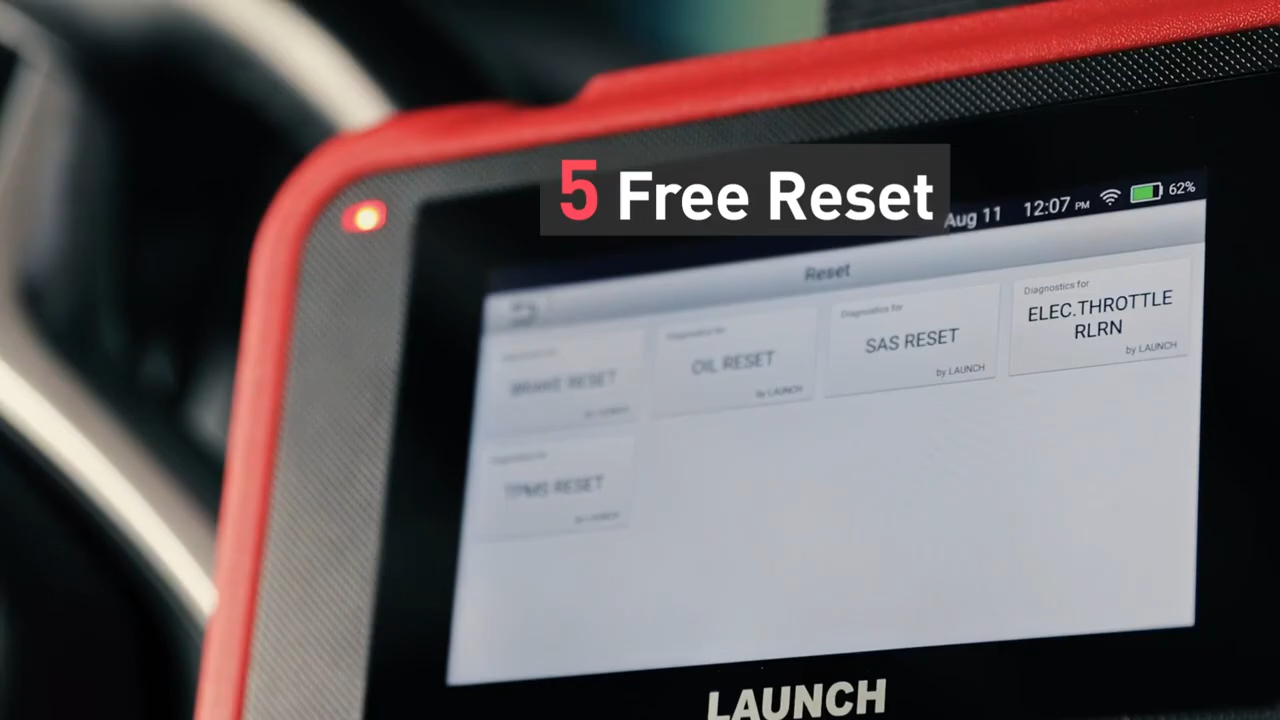 5 Free Reset
Aug 11 12:07 PM 62%
Reset
Diagnostics for
BRAKE RESET
by LAUNCH
Diagnostics for
OIL RESET
by LAUNCH
Diagnostics for
SAS RESET
by LAUNCH
Diagnostics for
ELEC.THROTTLE
RLRN
by LAUNCH
Diagnostics for
TPMS RESET
by LAUNCH
LAUNCH